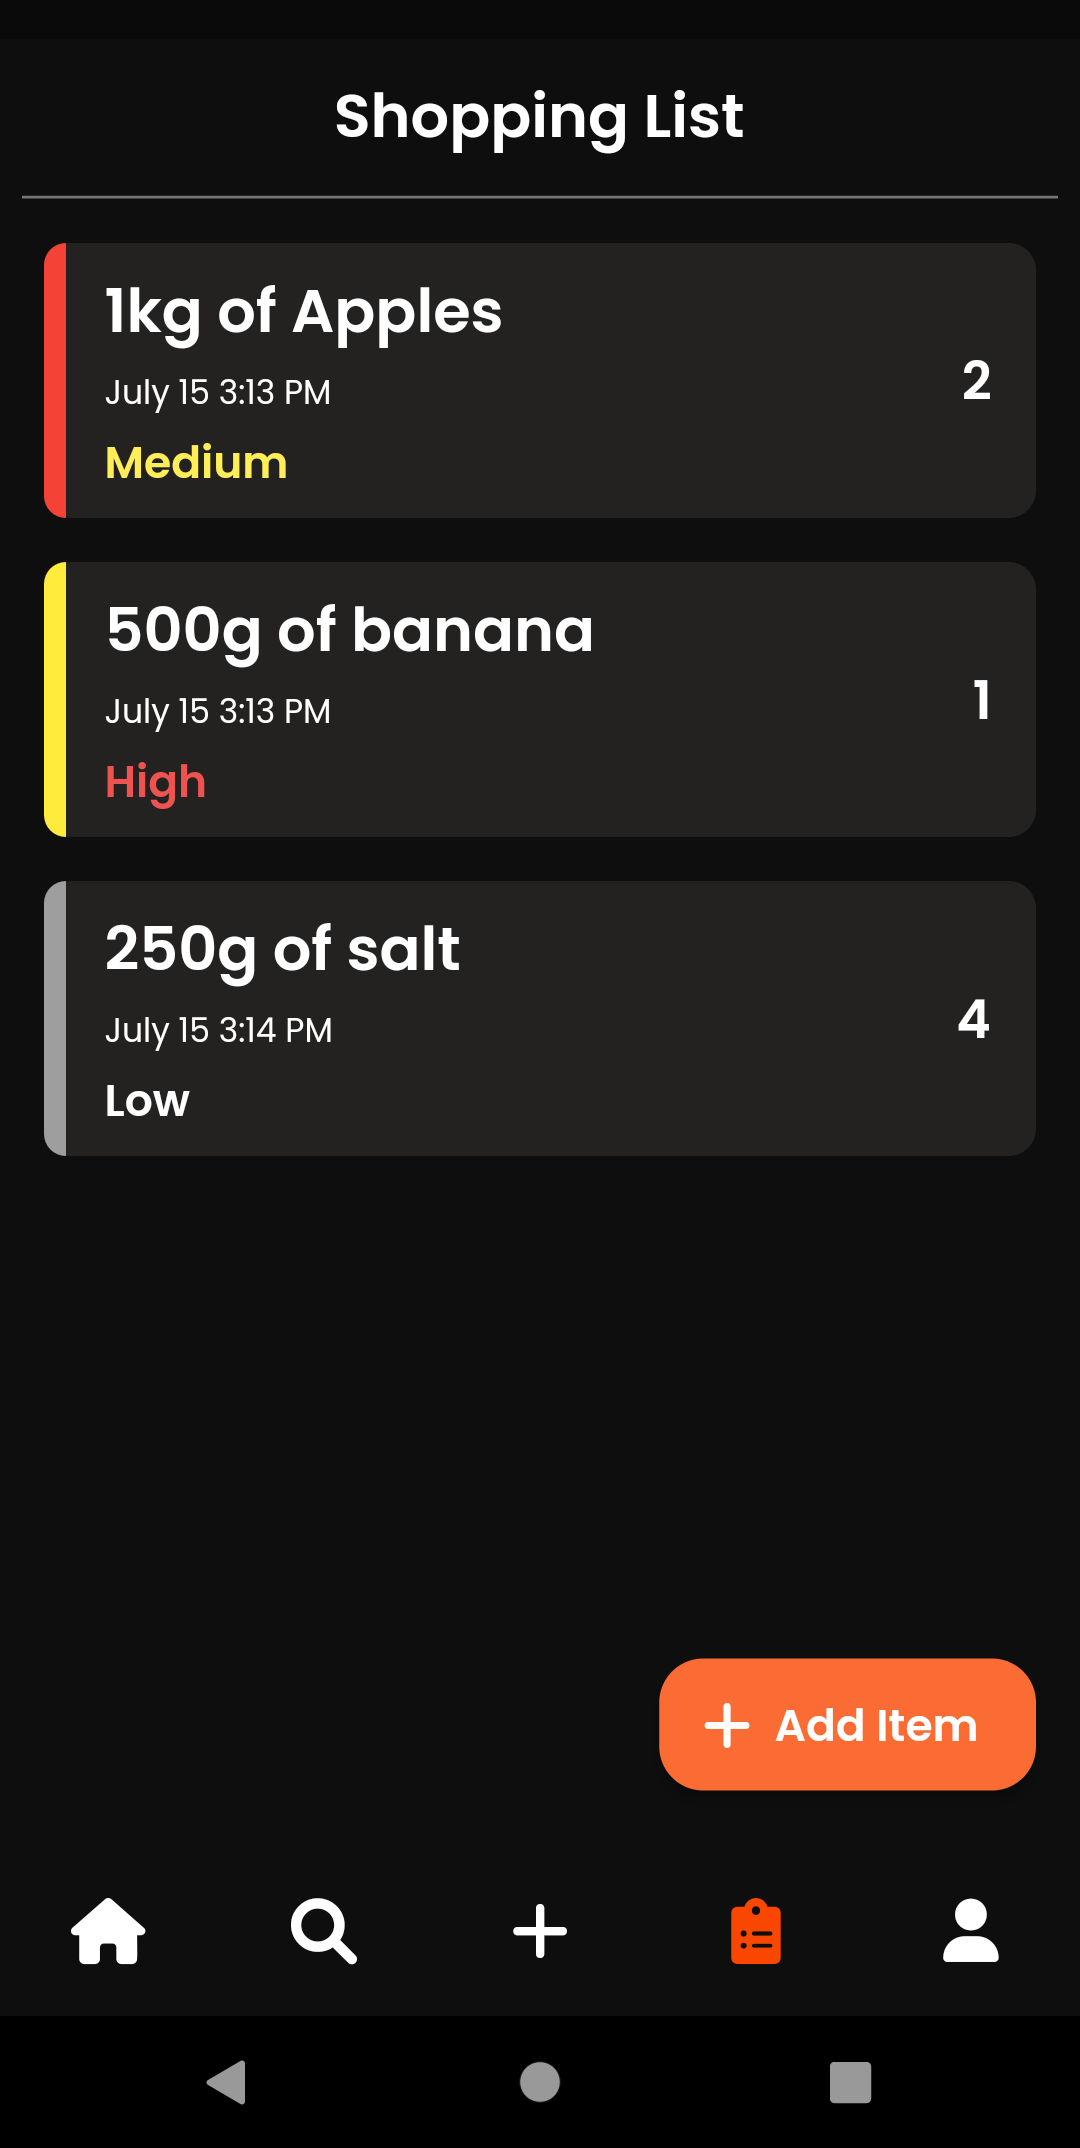 Shopping List
1kg of Apples
July 15 3:13 PM
2
Medium
500g of banana
July 15 3:13 PM
1
High
250g of salt
July 15 3:14 PM
4
Low
Add Item